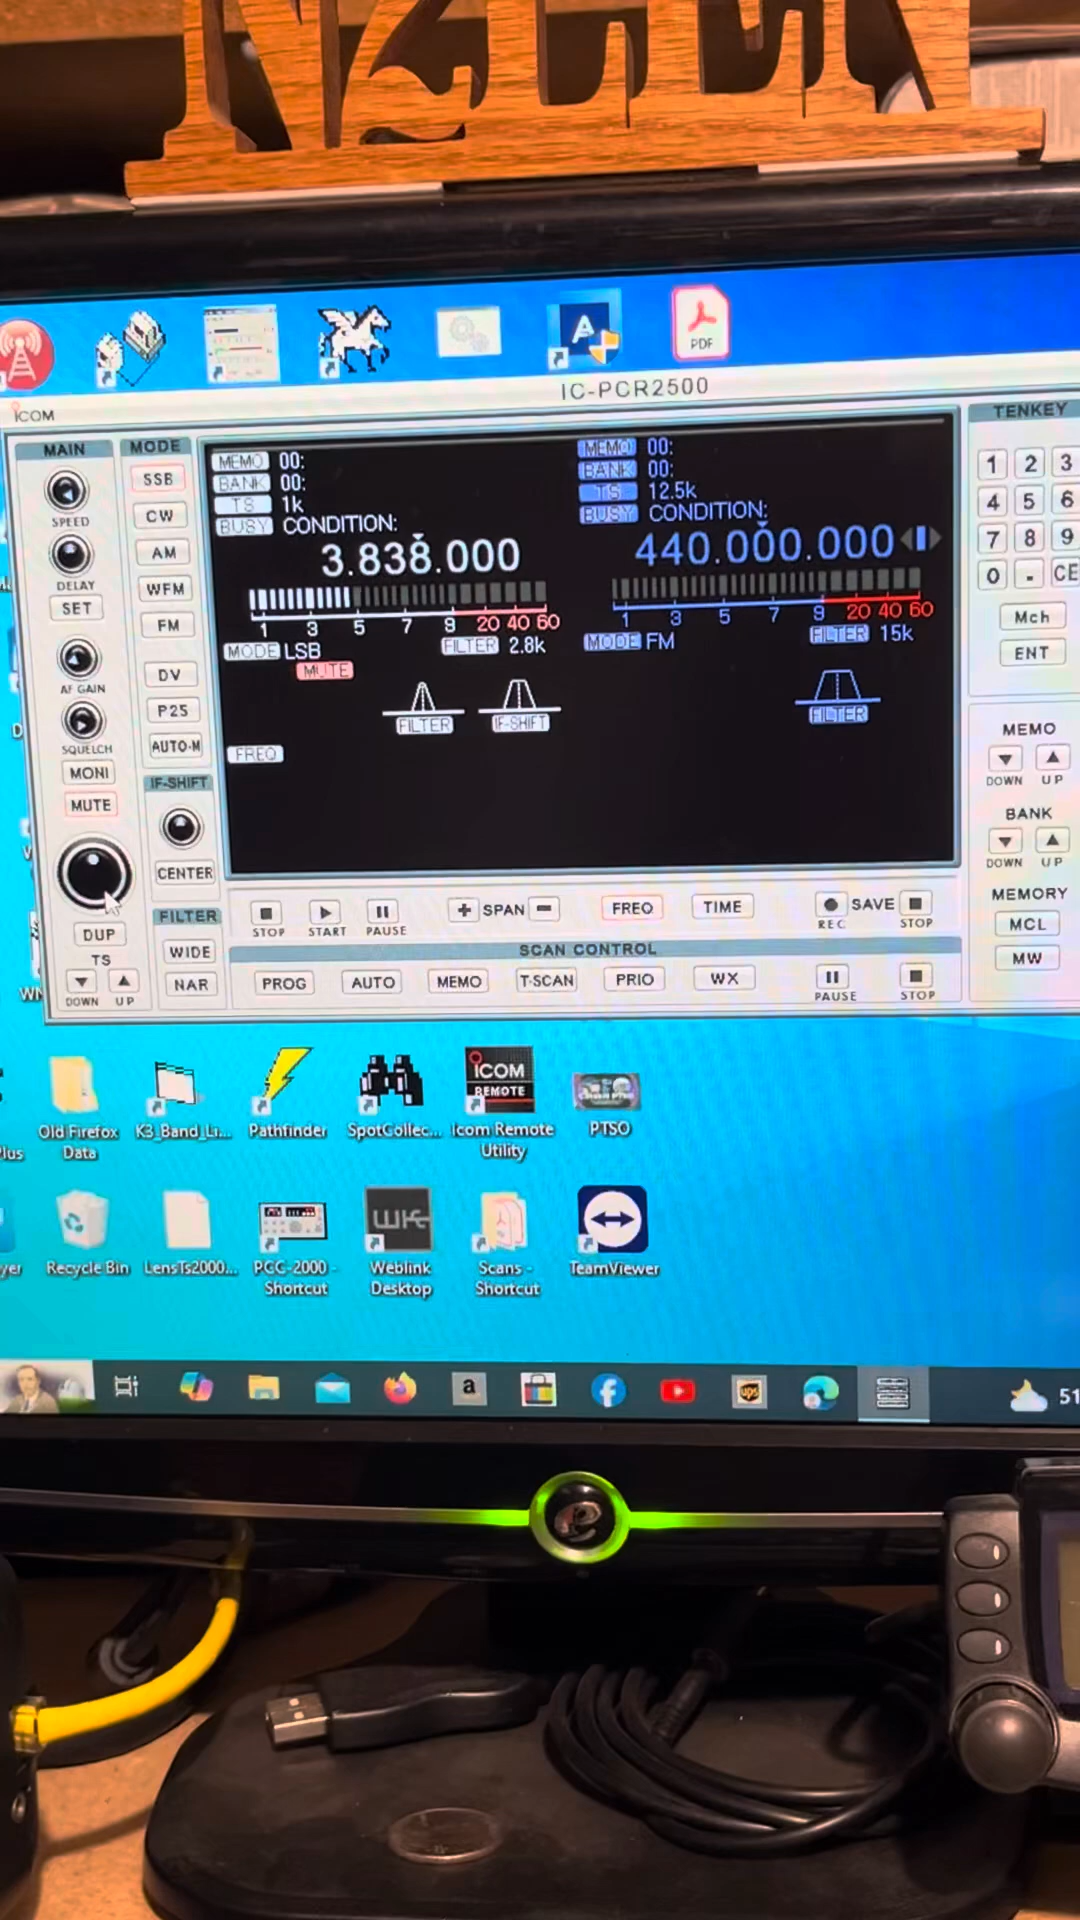 PDF
IC-PCR2500
ICOM
MAIN
SPEED
DELAY
SET
AF GAIN
SQUELCH
MONI
MUTE
DUP
TS
DOWN UP
MODE
SSB
CW
AM
WFM
FM
DV
P25
AUTO-M
IF-SHIFT
CENTER
FILTER
WIDE
NAR
MEMO 00:
BANK 00:
TS 1k
BUSY CONDITION:
3.838.000
1 3 5 7 9 20 40 60
MODE LSB FILTER 2.8k
MUTE
FILTER IF-SHIFT
FREQ
MEMO 00:
BANK 00:
TS 12.5k
BUSY CONDITION:
440.000.000
1 3 5 7 9 20 40 60
MODE FM FILTER 15k
FILTER
STOP START PAUSE
SPAN
FREQ TIME
REC SAVE STOP
SCAN CONTROL
PROG AUTO MEMO T-SCAN PRIO WX
PAUSE STOP
TENKEY
1 2 3
4 5 6
7 8 9
0 . CE
Mch
ENT
MEMO
DOWN UP
BANK
DOWN UP
MEMORY
MCL
MW
Old Firefox
Data
K3_Band_Li...
Pathfinder
SpotCollec...
ICOM
REMOTE
Icom Remote
Utility
PTSO
Recycle Bin
LensTs2000...
PCC-2000 -
Shortcut
Weblink
Desktop
Scans -
Shortcut
TeamViewer
a
ups
51
e